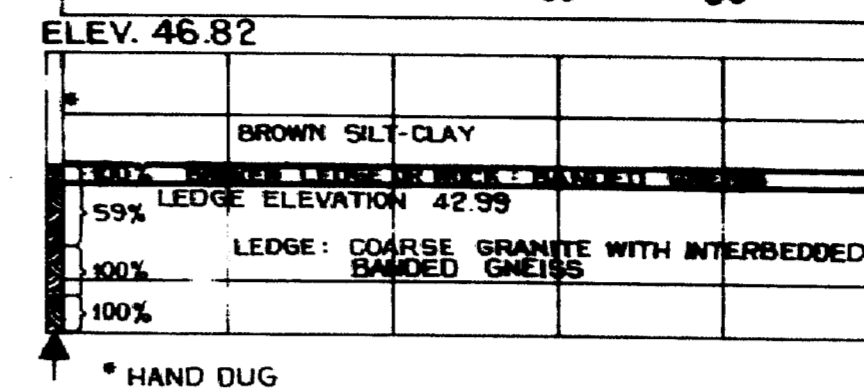 ELEV. 46.82
*
BROWN SILT-CLAY
LEDGE ELEVATION 42.99
59%
LEDGE: COARSE GRANITE WITH INTERBEDDED
BANDED GNEISS
100%
100%
* HAND DUG